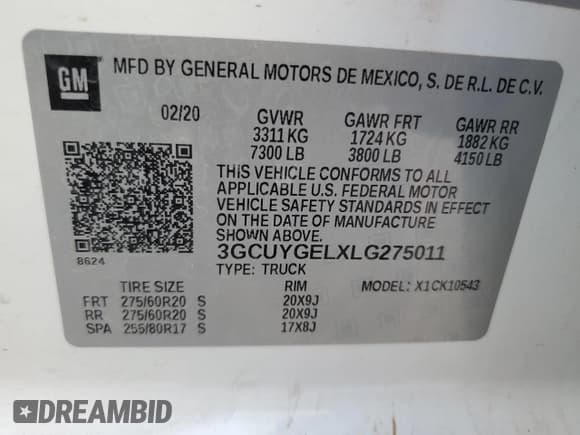 GM
MFD BY GENERAL MOTORS DE MEXICO, S. DE R.L. DE C.V.
02/20 GVWR GAWR FRT GAWR RR
3311 KG 1724 KG 1882 KG
7300 LB 3800 LB 4150 LB
THIS VEHICLE CONFORMS TO ALL
APPLICABLE U.S. FEDERAL MOTOR
VEHICLE SAFETY STANDARDS IN EFFECT
ON THE DATE OF MANUFACTURE
SHOWN ABOVE.
8624
3GCUYGELXLG275011
TYPE: TRUCK
TIRE SIZE RIM MODEL: X1CK10543
FRT 275/60R20 S 20X9J
RR 275/60R20 S 20X9J
SPA 255/80R17 S 17X8J
DREAMBID